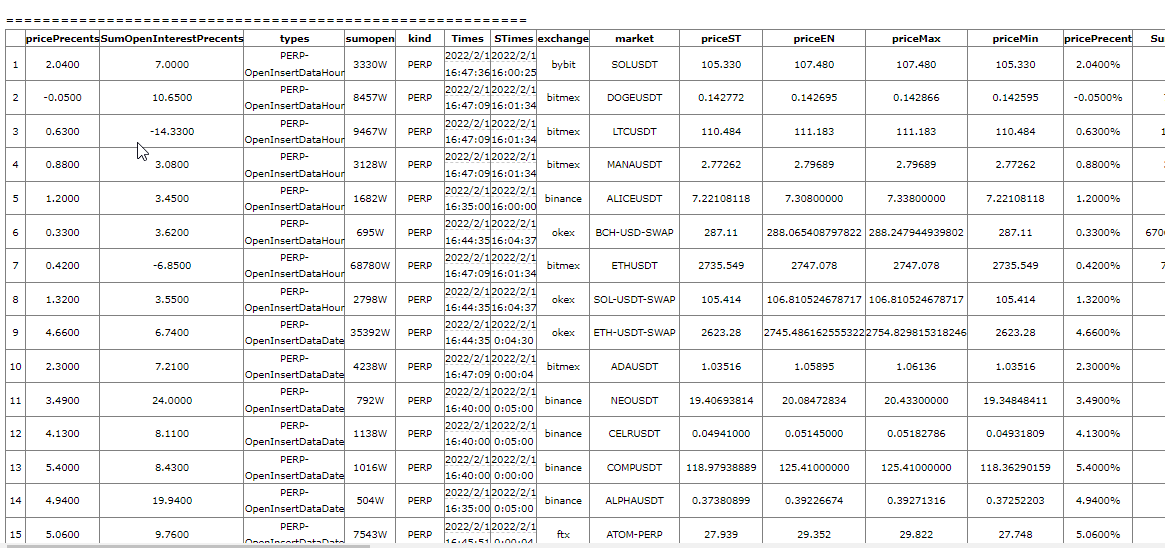 ================================================================
pricePrecents SumOpenInterestPrecents types sumopen kind Times STimes exchange market priceST priceEN priceMax priceMin pricePrecent Su
1 2.0400 7.0000 PERP-OpenInsertDataHour 3330W PERP 2022/2/1 16:47:36 2022/2/1 16:00:25 bybit SOLUSDT 105.330 107.480 107.480 105.330 2.0400%
2 -0.0500 10.6500 PERP-OpenInsertDataHour 8457W PERP 2022/2/1 16:47:09 2022/2/1 16:01:34 bitmex DOGEUSDT 0.142772 0.142695 0.142866 0.142595 -0.0500%
3 0.6300 -14.3300 PERP-OpenInsertDataHour 9467W PERP 2022/2/1 16:47:09 2022/2/1 16:01:34 bitmex LTCUSDT 110.484 111.183 111.183 110.484 0.6300% 1
4 0.8800 3.0800 PERP-OpenInsertDataHour 3128W PERP 2022/2/1 16:47:09 2022/2/1 16:01:34 bitmex MANAUSDT 2.77262 2.79689 2.79689 2.77262 0.8800%
5 1.2000 3.4500 PERP-OpenInsertDataHour 1682W PERP 2022/2/1 16:35:00 2022/2/1 16:00:00 binance ALICEUSDT 7.22108118 7.30800000 7.33800000 7.22108118 1.2000%
6 0.3300 3.6200 PERP-OpenInsertDataHour 695W PERP 2022/2/1 16:44:35 2022/2/1 16:04:37 okex BCH-USD-SWAP 287.11 288.065408797822 288.247944939802 287.11 0.3300% 670
7 0.4200 -6.8500 PERP-OpenInsertDataHour 68780W PERP 2022/2/1 16:47:09 2022/2/1 16:01:34 bitmex ETHUSDT 2735.549 2747.078 2747.078 2735.549 0.4200% 7
8 1.3200 3.5500 PERP-OpenInsertDataHour 2798W PERP 2022/2/1 16:44:35 2022/2/1 16:04:37 okex SOL-USDT-SWAP 105.414 106.810524678717 106.810524678717 105.414 1.3200%
9 4.6600 6.7400 PERP-OpenInsertDataDate 35392W PERP 2022/2/1 16:44:35 2022/2/1 0:04:30 okex ETH-USDT-SWAP 2623.28 2745.486162555322 2754.829815318246 2623.28 4.6600%
10 2.3000 7.2100 PERP-OpenInsertDataDate 4238W PERP 2022/2/1 16:47:09 2022/2/1 0:00:04 bitmex ADAUSDT 1.03516 1.05895 1.06136 1.03516 2.3000%
11 3.4900 24.0000 PERP-OpenInsertDataDate 792W PERP 2022/2/1 16:40:00 2022/2/1 0:05:00 binance NEOUSDT 19.40693814 20.08472834 20.43300000 19.34848411 3.4900%
12 4.1300 8.1100 PERP-OpenInsertDataDate 1138W PERP 2022/2/1 16:40:00 2022/2/1 0:05:00 binance CELRUSDT 0.04941000 0.05145000 0.05182786 0.04931809 4.1300%
13 5.4000 8.4300 PERP-OpenInsertDataDate 1016W PERP 2022/2/1 16:40:00 2022/2/1 0:00:00 binance COMPUSDT 118.97938889 125.41000000 125.41000000 118.36290159 5.4000%
14 4.9400 19.9400 PERP-OpenInsertDataDate 504W PERP 2022/2/1 16:35:00 2022/2/1 0:05:00 binance ALPHAUSDT 0.37380899 0.39226674 0.39271316 0.37252203 4.9400%
15 5.0600 9.7600 PERP-OpenInsertDataDate 7543W PERP 2022/2/1 16:45:51 2022/2/1 0:00:04 ftx ATOM-PERP 27.939 29.352 29.822 27.748 5.0600%